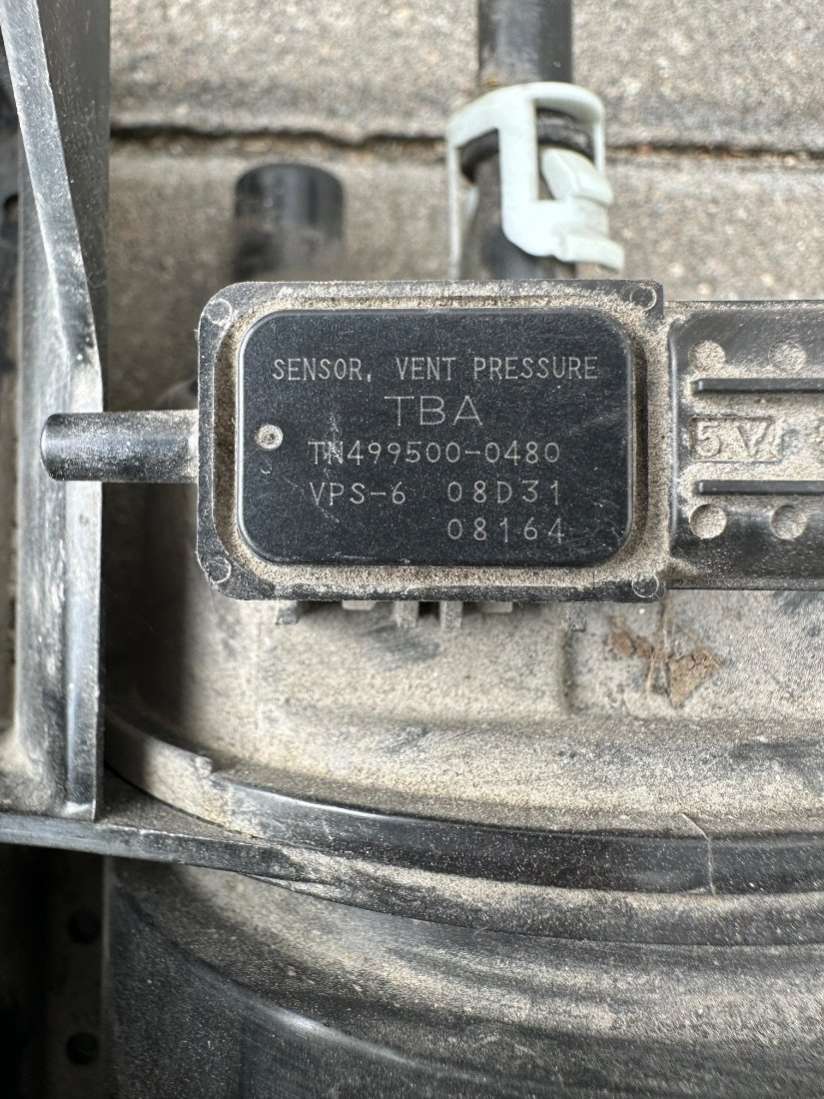 SENSOR, VENT PRESSURE
TBA
TN499500-0480
VPS-6 08D31
08164
5V